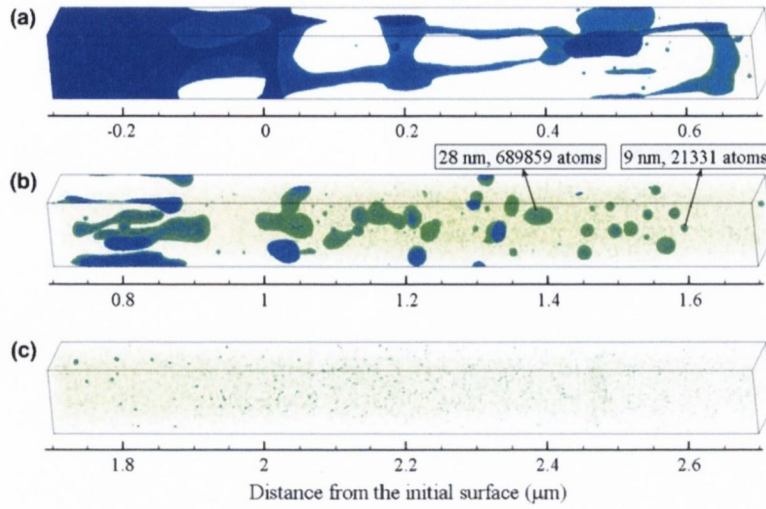 (a)
-0.2 0 0.2 0.4 0.6
28 nm, 689859 atoms 9 nm, 21331 atoms
(b)
0.8 1 1.2 1.4 1.6
(c)
1.8 2 2.2 2.4 2.6
Distance from the initial surface (μm)